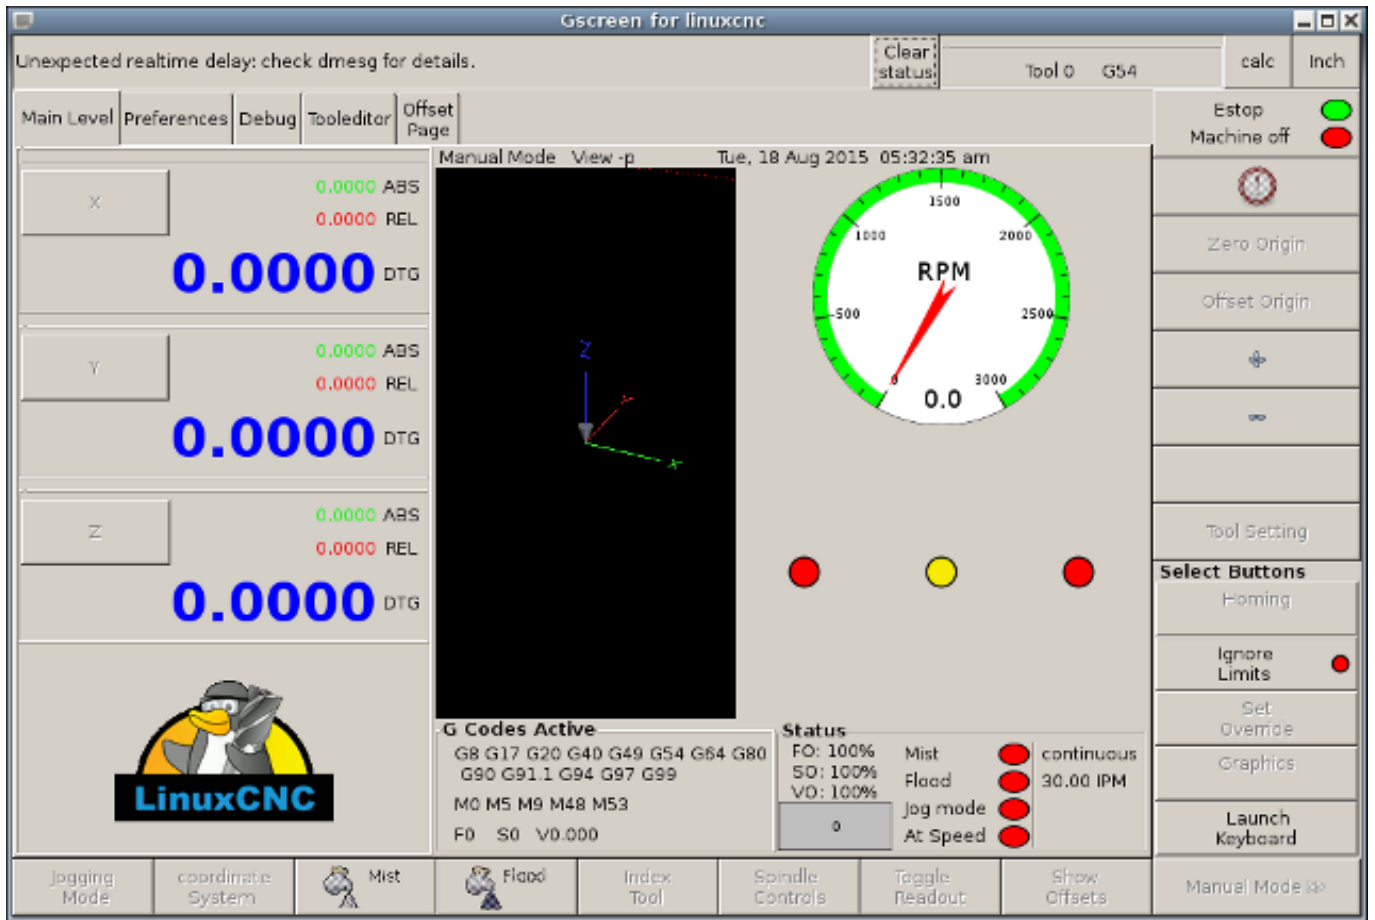 Gscreen for linuxcnc
Unexpected realtime delay: check dmesg for details.
Clear
status
Tool 0 G54
calc
Inch
Main Level
Preferences
Debug
Tooleditor
Offset
Page
Estop
Machine off
Manual Mode View -p Tue, 18 Aug 2015 05:32:35 am
X
0.0000 ABS
0.0000 REL
0.0000 DTG
Y
0.0000 ABS
0.0000 REL
0.0000 DTG
Z
0.0000 ABS
0.0000 REL
0.0000 DTG
LinuxCNC
Z
Y
X
1500
1000
2000
RPM
500
2500
0
3000
0.0
Zero Origin
Offset Origin
Tool Setting
Select Buttons
Homing
Ignore
Limits
Set
Override
Graphics
Launch
Keyboard
G Codes Active
G8 G17 G20 G40 G49 G54 G64 G80
G90 G91.1 G94 G97 G99
M0 M5 M9 M48 M53
F0 S0 V0.000
Status
FO: 100%
SO: 100%
VO: 100%
0
Mist
Flood
Jog mode
At Speed
continuous
30.00 IPM
Jogging
Mode
coordinate
System
Mist
Flood
Index
Tool
Spindle
Controls
Toggle
Readout
Show
Offsets
Manual Mode >>